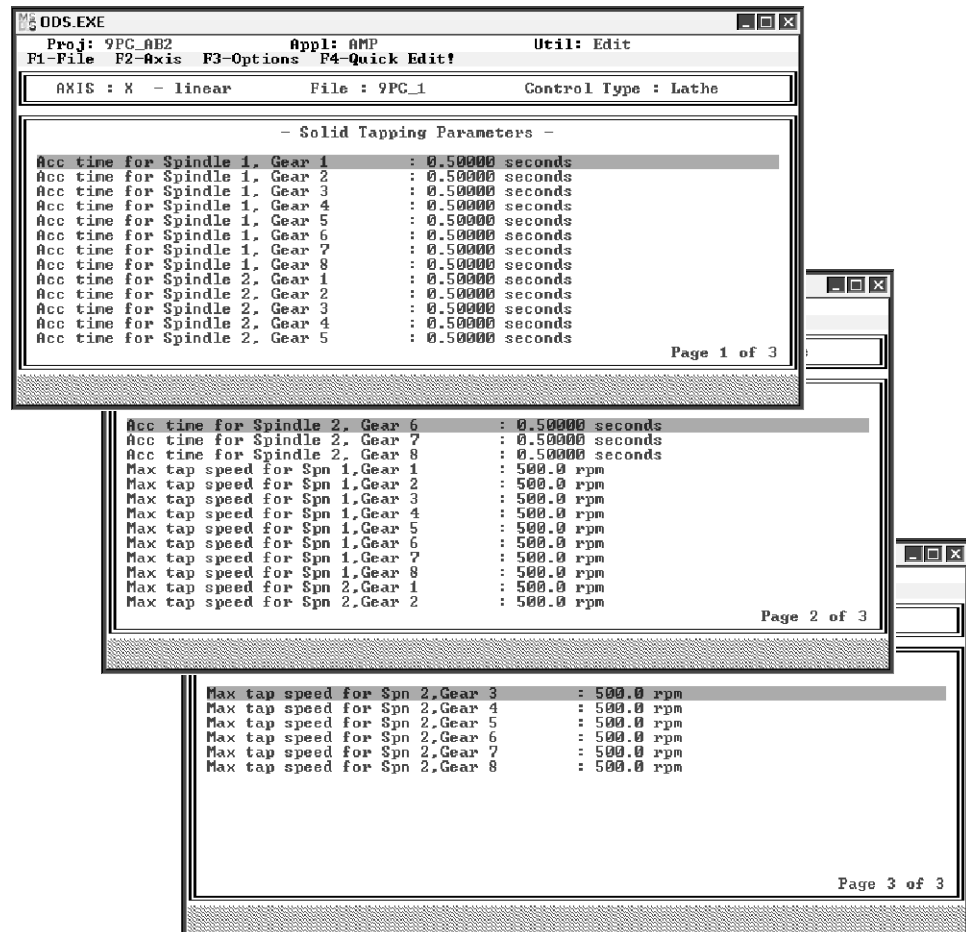 ODS.EXE
Proj: 9PC_AB2 Appl: AMP Util: Edit
F1-File F2-Axis F3-Options F4-Quick Edit!
AXIS : X - linear File : 9PC_1 Control Type : Lathe
- Solid Tapping Parameters -
Acc time for Spindle 1, Gear 1 : 0.50000 seconds
Acc time for Spindle 1, Gear 2 : 0.50000 seconds
Acc time for Spindle 1, Gear 3 : 0.50000 seconds
Acc time for Spindle 1, Gear 4 : 0.50000 seconds
Acc time for Spindle 1, Gear 5 : 0.50000 seconds
Acc time for Spindle 1, Gear 6 : 0.50000 seconds
Acc time for Spindle 1, Gear 7 : 0.50000 seconds
Acc time for Spindle 1, Gear 8 : 0.50000 seconds
Acc time for Spindle 2, Gear 1 : 0.50000 seconds
Acc time for Spindle 2, Gear 2 : 0.50000 seconds
Acc time for Spindle 2, Gear 3 : 0.50000 seconds
Acc time for Spindle 2, Gear 4 : 0.50000 seconds
Acc time for Spindle 2, Gear 5 : 0.50000 seconds
Page 1 of 3
Acc time for Spindle 2, Gear 6 : 0.50000 seconds
Acc time for Spindle 2, Gear 7 : 0.50000 seconds
Acc time for Spindle 2, Gear 8 : 0.50000 seconds
Max tap speed for Spn 1,Gear 1 : 500.0 rpm
Max tap speed for Spn 1,Gear 2 : 500.0 rpm
Max tap speed for Spn 1,Gear 3 : 500.0 rpm
Max tap speed for Spn 1,Gear 4 : 500.0 rpm
Max tap speed for Spn 1,Gear 5 : 500.0 rpm
Max tap speed for Spn 1,Gear 6 : 500.0 rpm
Max tap speed for Spn 1,Gear 7 : 500.0 rpm
Max tap speed for Spn 1,Gear 8 : 500.0 rpm
Max tap speed for Spn 2,Gear 1 : 500.0 rpm
Max tap speed for Spn 2,Gear 2 : 500.0 rpm
Page 2 of 3
Max tap speed for Spn 2,Gear 3 : 500.0 rpm
Max tap speed for Spn 2,Gear 4 : 500.0 rpm
Max tap speed for Spn 2,Gear 5 : 500.0 rpm
Max tap speed for Spn 2,Gear 6 : 500.0 rpm
Max tap speed for Spn 2,Gear 7 : 500.0 rpm
Max tap speed for Spn 2,Gear 8 : 500.0 rpm
Page 3 of 3